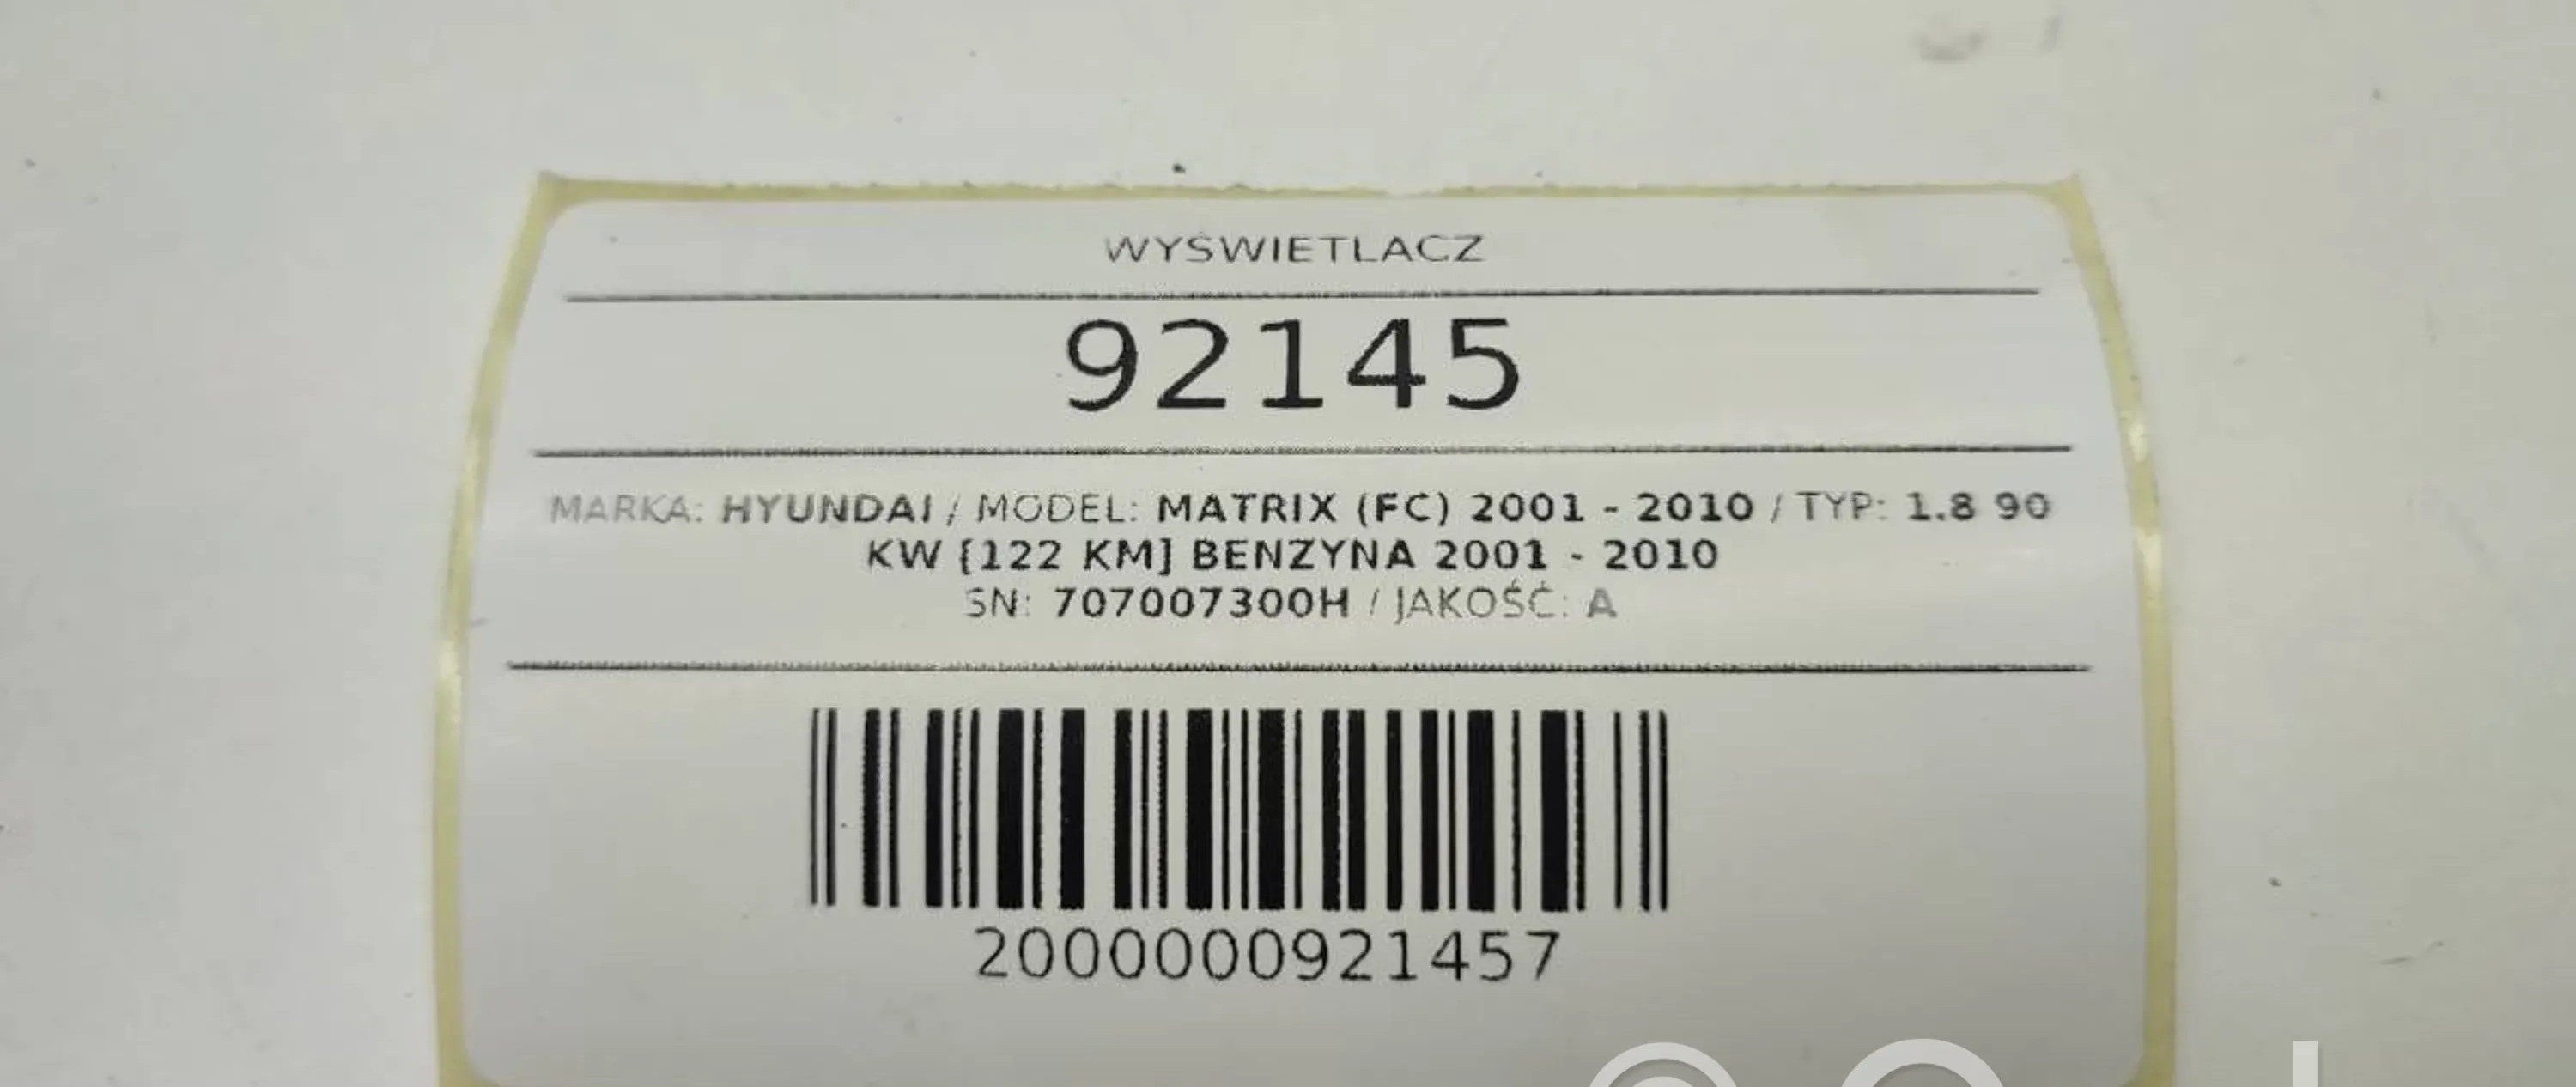 WYŚWIETLACZ
92145
MARKA: HYUNDAI / MODEL: MATRIX (FC) 2001 - 2010 / TYP: 1.8 90
KW [122 KM] BENZYNA 2001 - 2010
SN: 707007300H / JAKOŚĆ: A
2000000921457